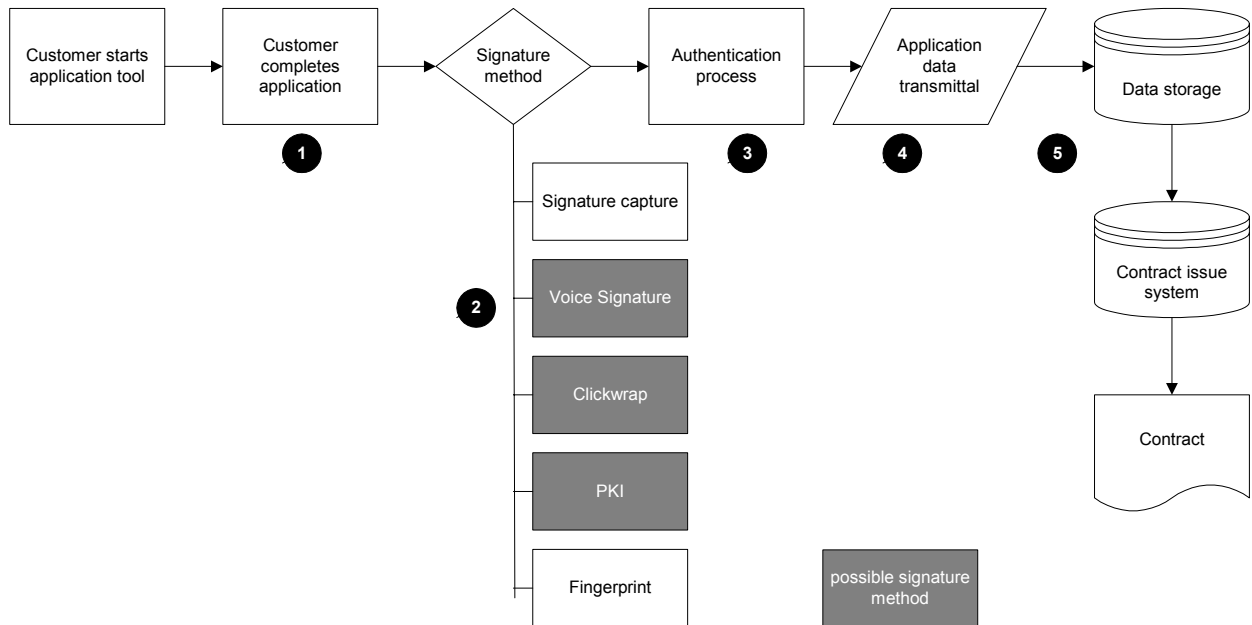 Customer starts
application tool
Customer
completes
application
Signature
method
Authentication
process
Application
data
transmittal
Data storage
1
3
4
5
Signature capture
2
Voice Signature
Contract issue
system
Clickwrap
Contract
PKI
Fingerprint
possible signature
method